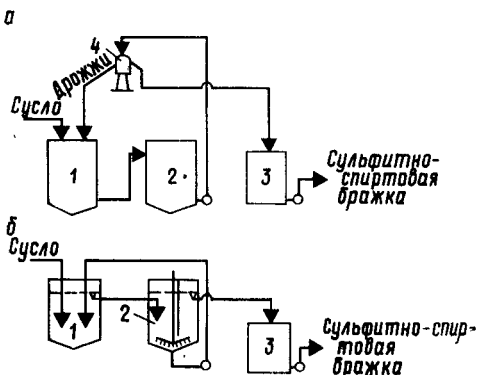 а
4
Дрожжи
Сусло
1
2
3
Сульфитно-
спиртовая
бражка
б
Сусло
1
2
3
Сульфитно-спир-
товая
бражка